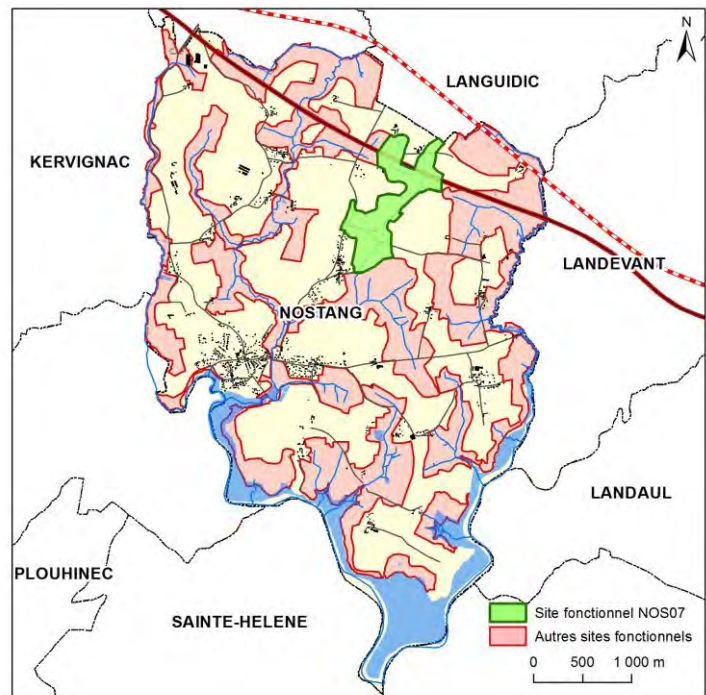 N
LANGUIDIC
KERVIGNAC
LANDEVANT
NOSTANG
LANDAUL
PLOUHINEC
SAINTE-HELENE
Site fonctionnel NOS07
Autres sites fonctionnels
0 500 1 000 m